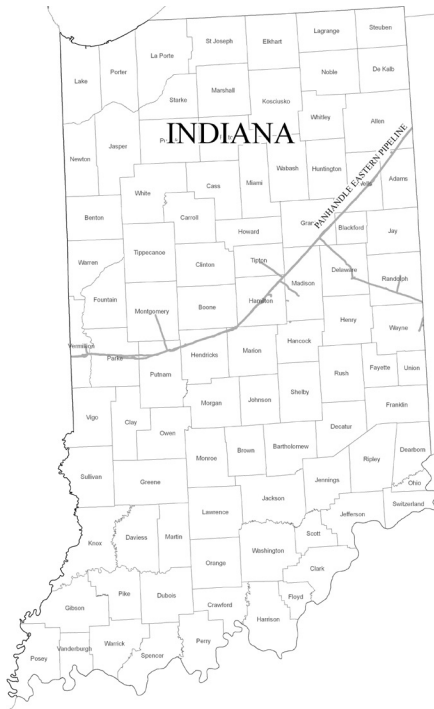 Steuben
Lagrange
Elkhart
St Joseph
La Porte
Porter
Lake
Noble
De Kalb
Marshall
Starke
Kosciusko
Whitley
Allen
INDIANA
PANHANDLE EASTERN PIPELINE
Jasper
Newton
Wabash
Huntington
Adams
Cass
Miami
White
Carroll
Benton
Blackford
Jay
Howard
Tippecanoe
Clinton
Tipton
Warren
Delaware
Randolph
Madison
Hamilton
Fountain
Montgomery
Boone
Henry
Wayne
Vermillion
Parke
Hendricks
Marion
Hancock
Putnam
Rush
Fayette
Union
Morgan
Johnson
Shelby
Franklin
Vigo
Clay
Owen
Decatur
Monroe
Brown
Bartholomew
Ripley
Dearborn
Sullivan
Greene
Jennings
Ohio
Jackson
Switzerland
Jefferson
Lawrence
Scott
Knox
Daviess
Martin
Washington
Orange
Clark
Pike
Dubois
Floyd
Gibson
Crawford
Harrison
Perry
Warrick
Vanderburgh
Spencer
Posey